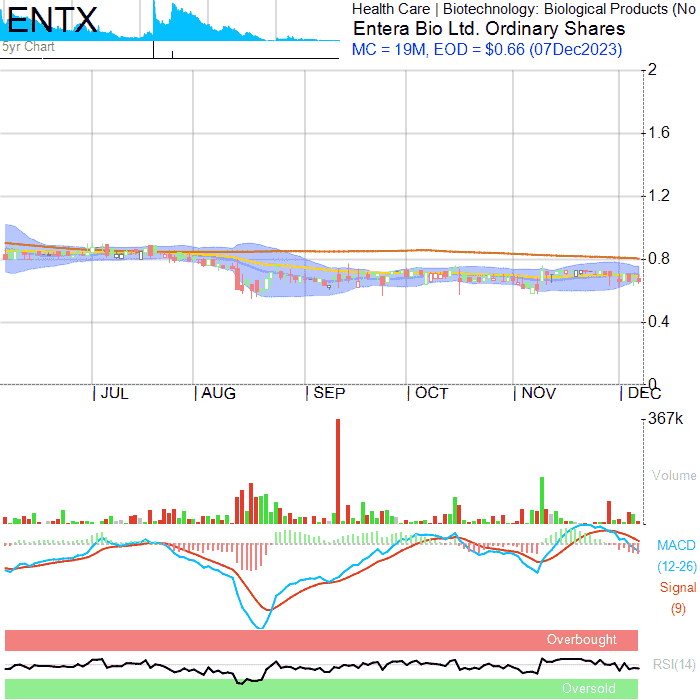 ENTX
5yr Chart
Health Care | Biotechnology: Biological Products (No
Entera Bio Ltd. Ordinary Shares
MC = 19M, EOD = $0.66 (07Dec2023)
2
1.6
1.2
0.8
0.4
0
JUL AUG SEP OCT NOV DEC
367k
Volume
MACD
(12-26)
Signal
(9)
Overbought
RSI(14)
Oversold